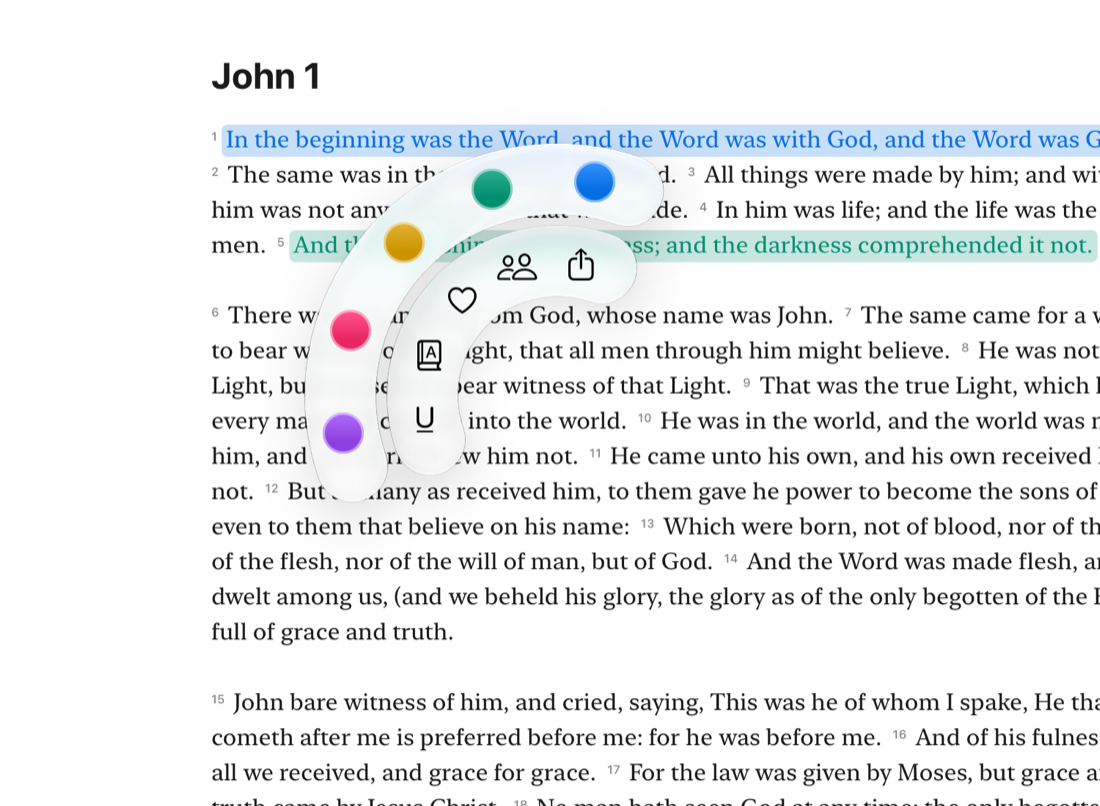 John 1
1 In the beginning was the Word, and the Word was with God, and the Word was G
2 The same was in th d. 3 All things were made by him; and wi
him was not any that de. 4 In him was life; and the life was the
men. 5 And th ss; and the darkness comprehended it not.
6 There w om God, whose name was John. 7 The same came for a w
to bear w ight, that all men through him might believe. 8 He was not
Light, bu bear witness of that Light. 9 That was the true Light, which
every ma into the world. 10 He was in the world, and the world was
him, and w him not. 11 He came unto his own, and his own received
not. 12 But many as received him, to them gave he power to become the sons of
even to them that believe on his name: 13 Which were born, not of blood, nor of th
of the flesh, nor of the will of man, but of God. 14 And the Word was made flesh, a
dwelt among us, (and we beheld his glory, the glory as of the only begotten of the
full of grace and truth.
15 John bare witness of him, and cried, saying, This was he of whom I spake, He tha
cometh after me is preferred before me: for he was before me. 16 And of his fulnes
all we received, and grace for grace. 17 For the law was given by Moses, but grace a
A
U